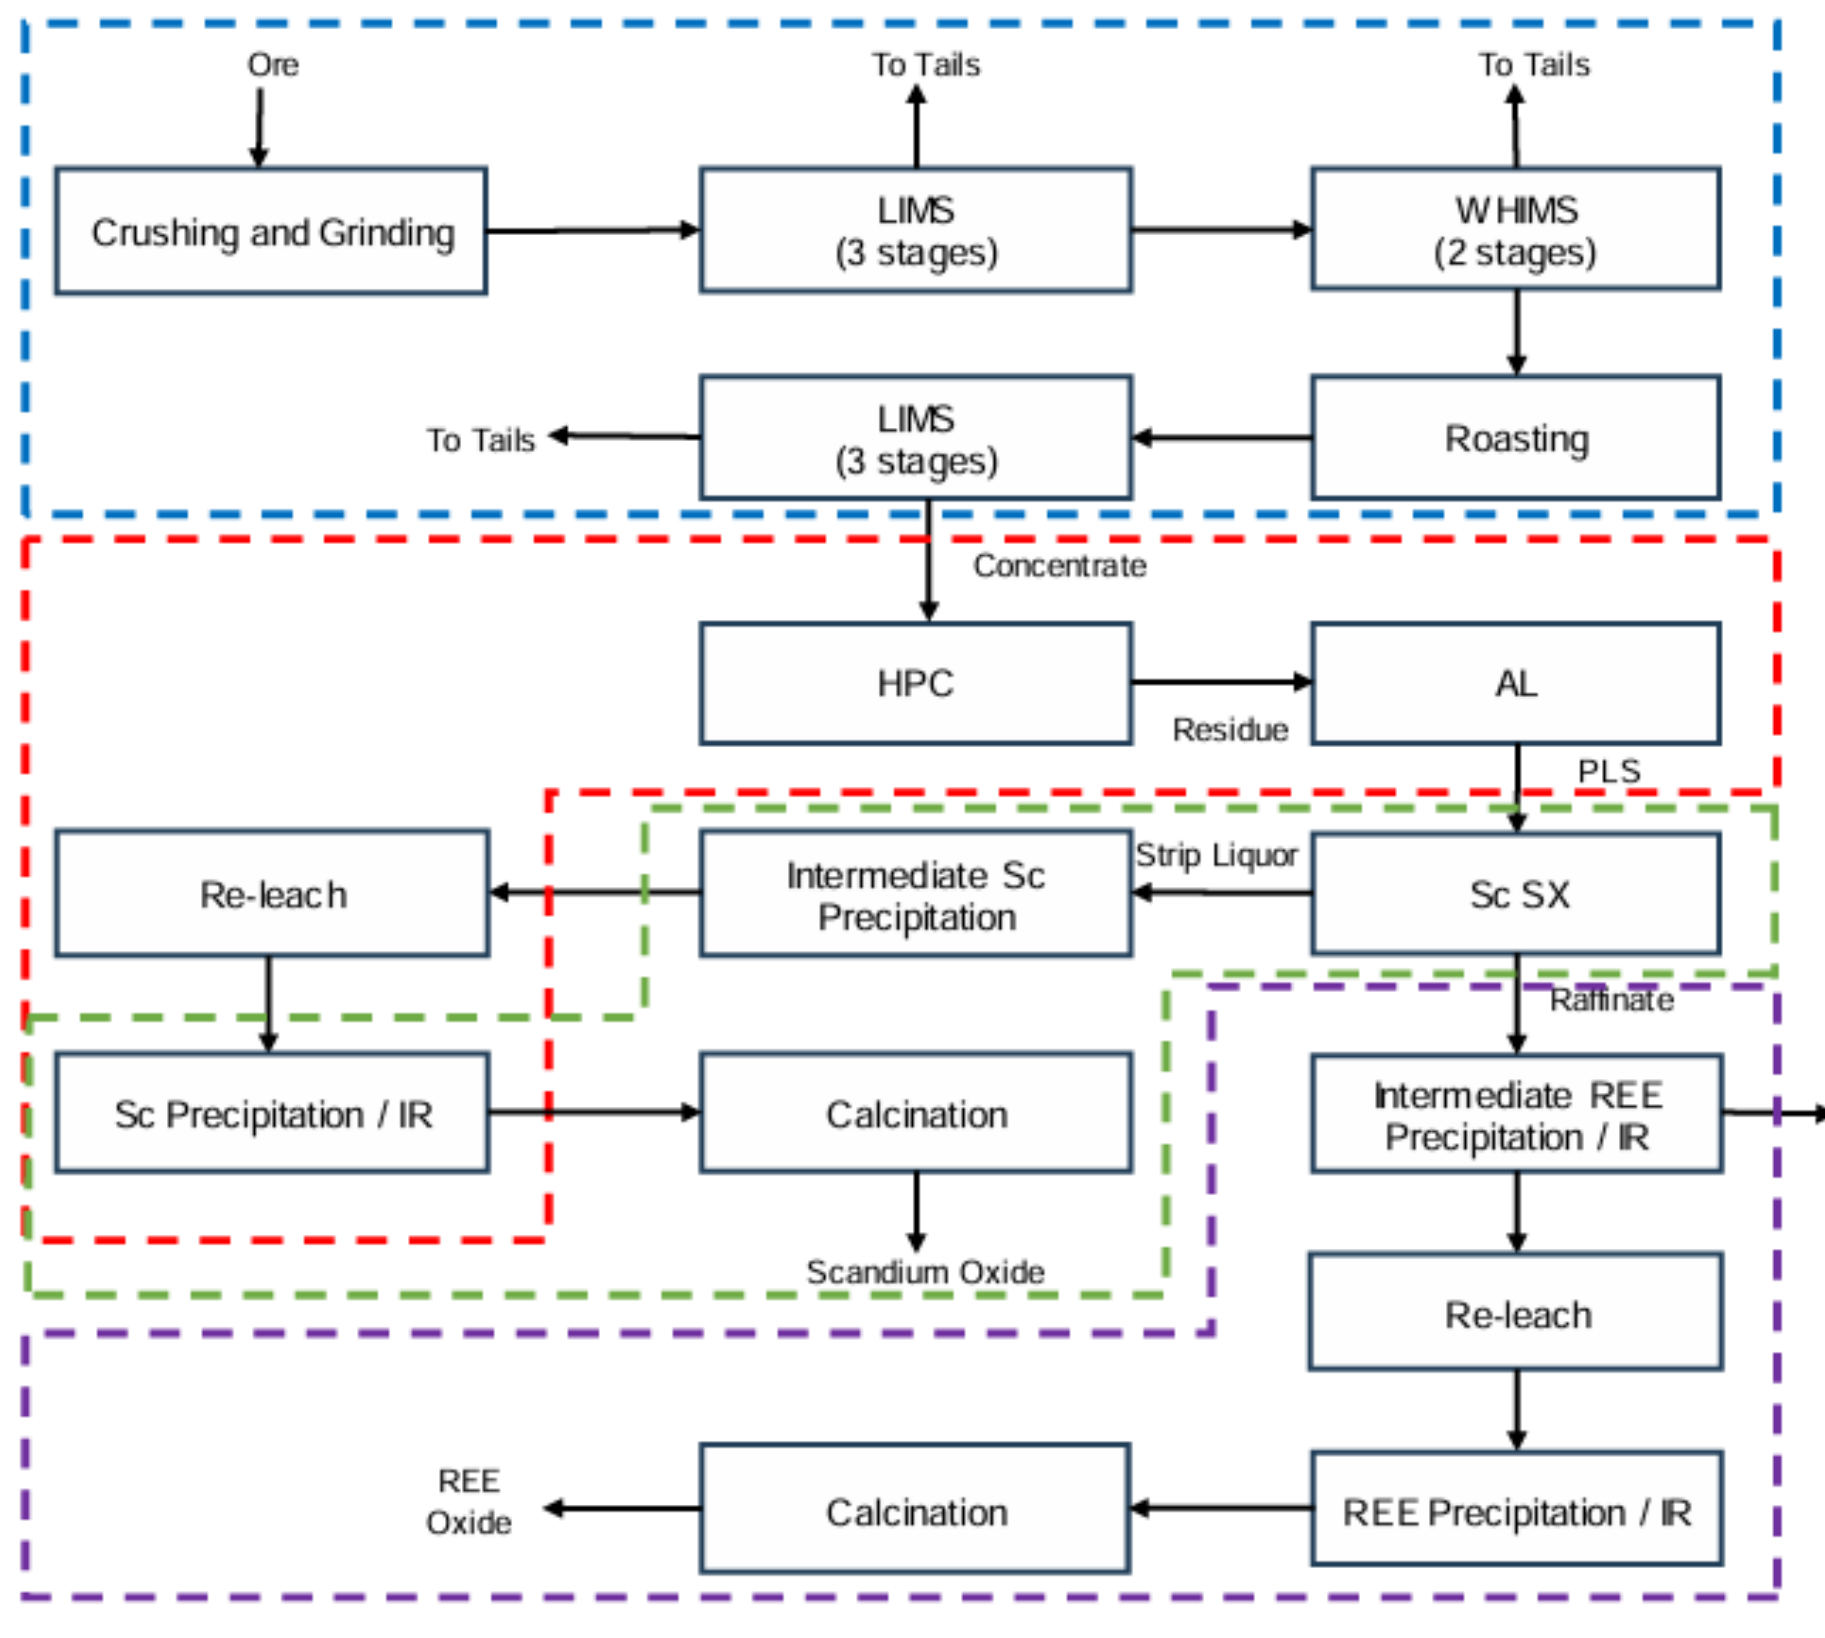 Ore
To Tails
To Tails
Crushing and Grinding
LIMS
(3 stages)
WHIMS
(2 stages)
To Tails
LIMS
(3 stages)
Roasting
Concentrate
HPC
AL
Residue
PLS
Re-leach
Intermediate Sc
Precipitation
Strip Liquor
Sc SX
Raffinate
Sc Precipitation / IR
Calcination
Intermediate REE
Precipitation / IR
Scandium Oxide
Re-leach
REE
Oxide
Calcination
REE Precipitation / IR